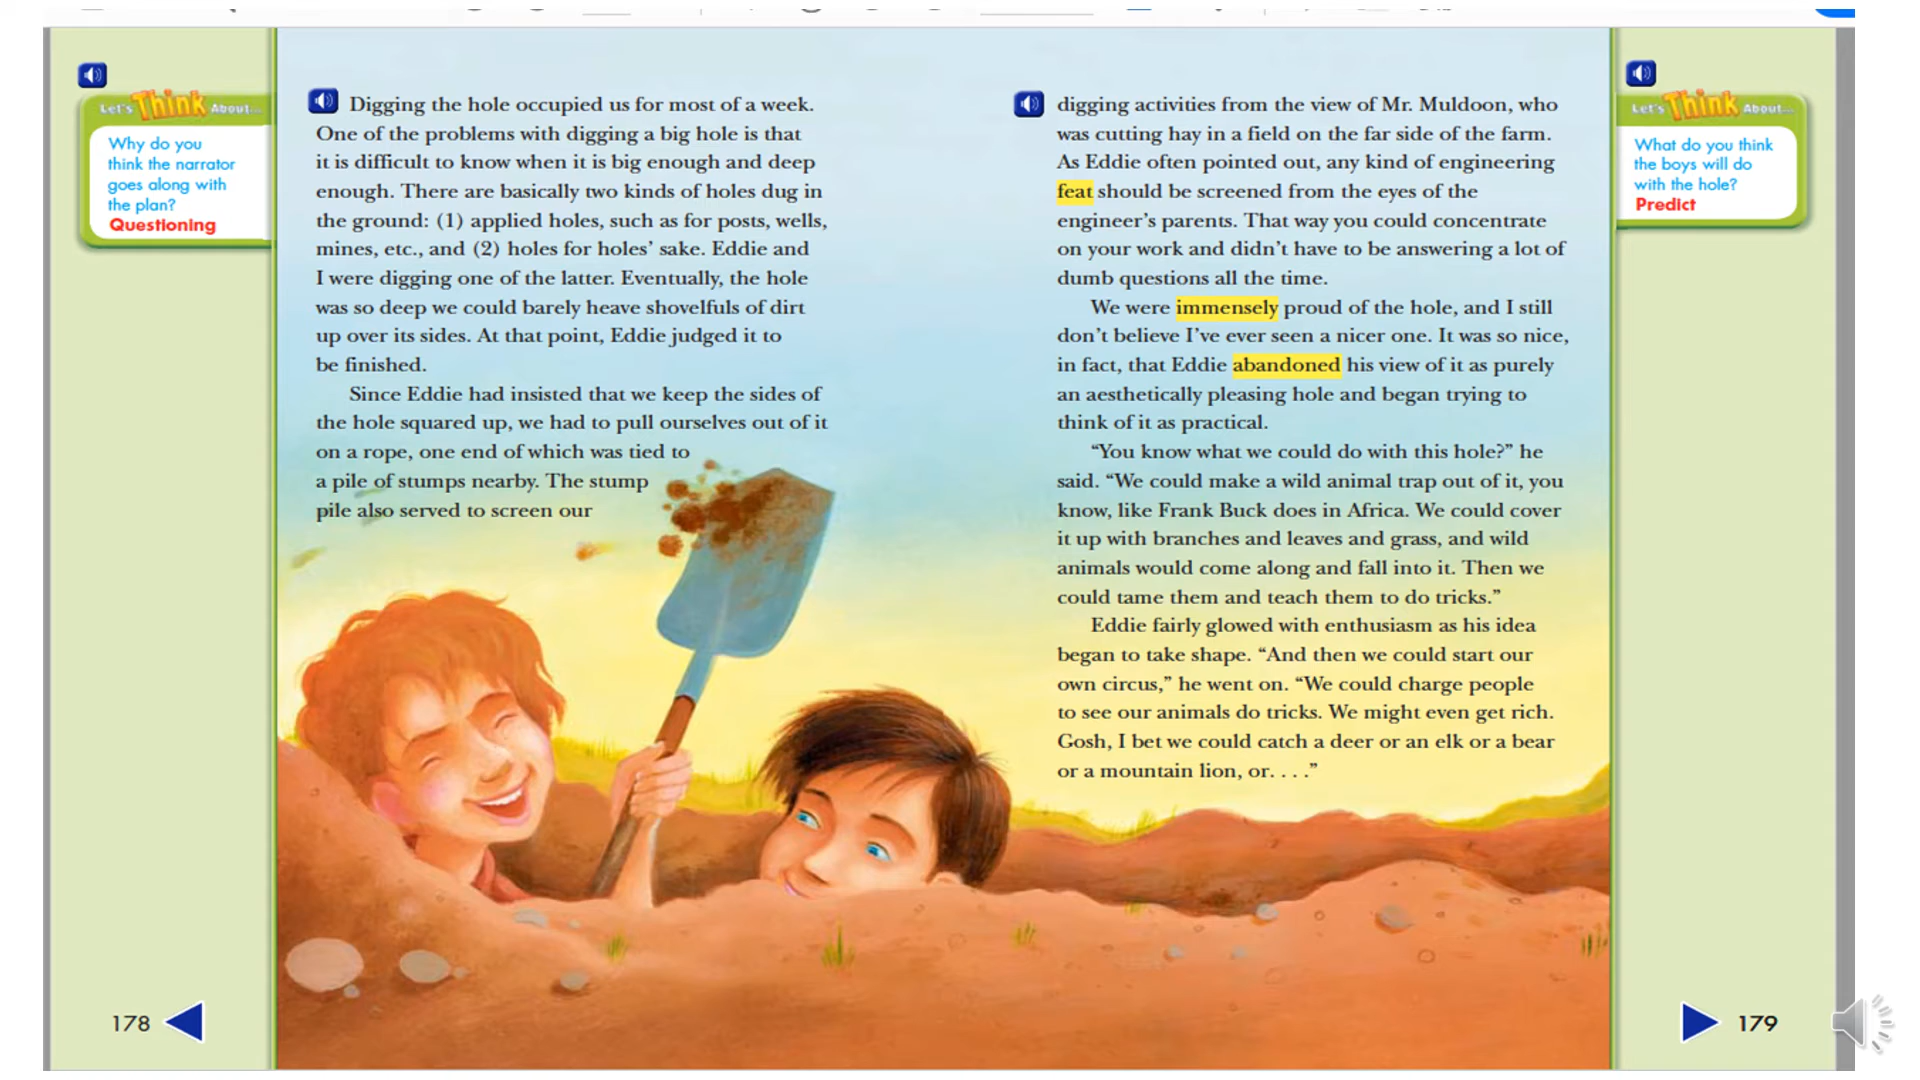 Let's Think About...
Why do you
think the narrator
goes along with
the plan?
Questioning
Digging the hole occupied us for most of a week.
One of the problems with digging a big hole is that
it is difficult to know when it is big enough and deep
enough. There are basically two kinds of holes dug in
the ground: (1) applied holes, such as for posts, wells,
mines, etc., and (2) holes for holes’ sake. Eddie and
I were digging one of the latter. Eventually, the hole
was so deep we could barely heave shovelfuls of dirt
up over its sides. At that point, Eddie judged it to
be finished.
Since Eddie had insisted that we keep the sides of
the hole squared up, we had to pull ourselves out of it
on a rope, one end of which was tied to
a pile of stumps nearby. The stump
pile also served to screen our
178
digging activities from the view of Mr. Muldoon, who
was cutting hay in a field on the far side of the farm.
As Eddie often pointed out, any kind of engineering
feat should be screened from the eyes of the
engineer’s parents. That way you could concentrate
on your work and didn’t have to be answering a lot of
dumb questions all the time.
We were immensely proud of the hole, and I still
don’t believe I’ve ever seen a nicer one. It was so nice,
in fact, that Eddie abandoned his view of it as purely
an aesthetically pleasing hole and began trying to
think of it as practical.
“You know what we could do with this hole?” he
said. “We could make a wild animal trap out of it, you
know, like Frank Buck does in Africa. We could cover
it up with branches and leaves and grass, and wild
animals would come along and fall into it. Then we
could tame them and teach them to do tricks.”
Eddie fairly glowed with enthusiasm as his idea
began to take shape. “And then we could start our
own circus,” he went on. “We could charge people
to see our animals do tricks. We might even get rich.
Gosh, I bet we could catch a deer or an elk or a bear
or a mountain lion, or. . . .”
Let's Think About...
What do you think
the boys will do
with the hole?
Predict
179